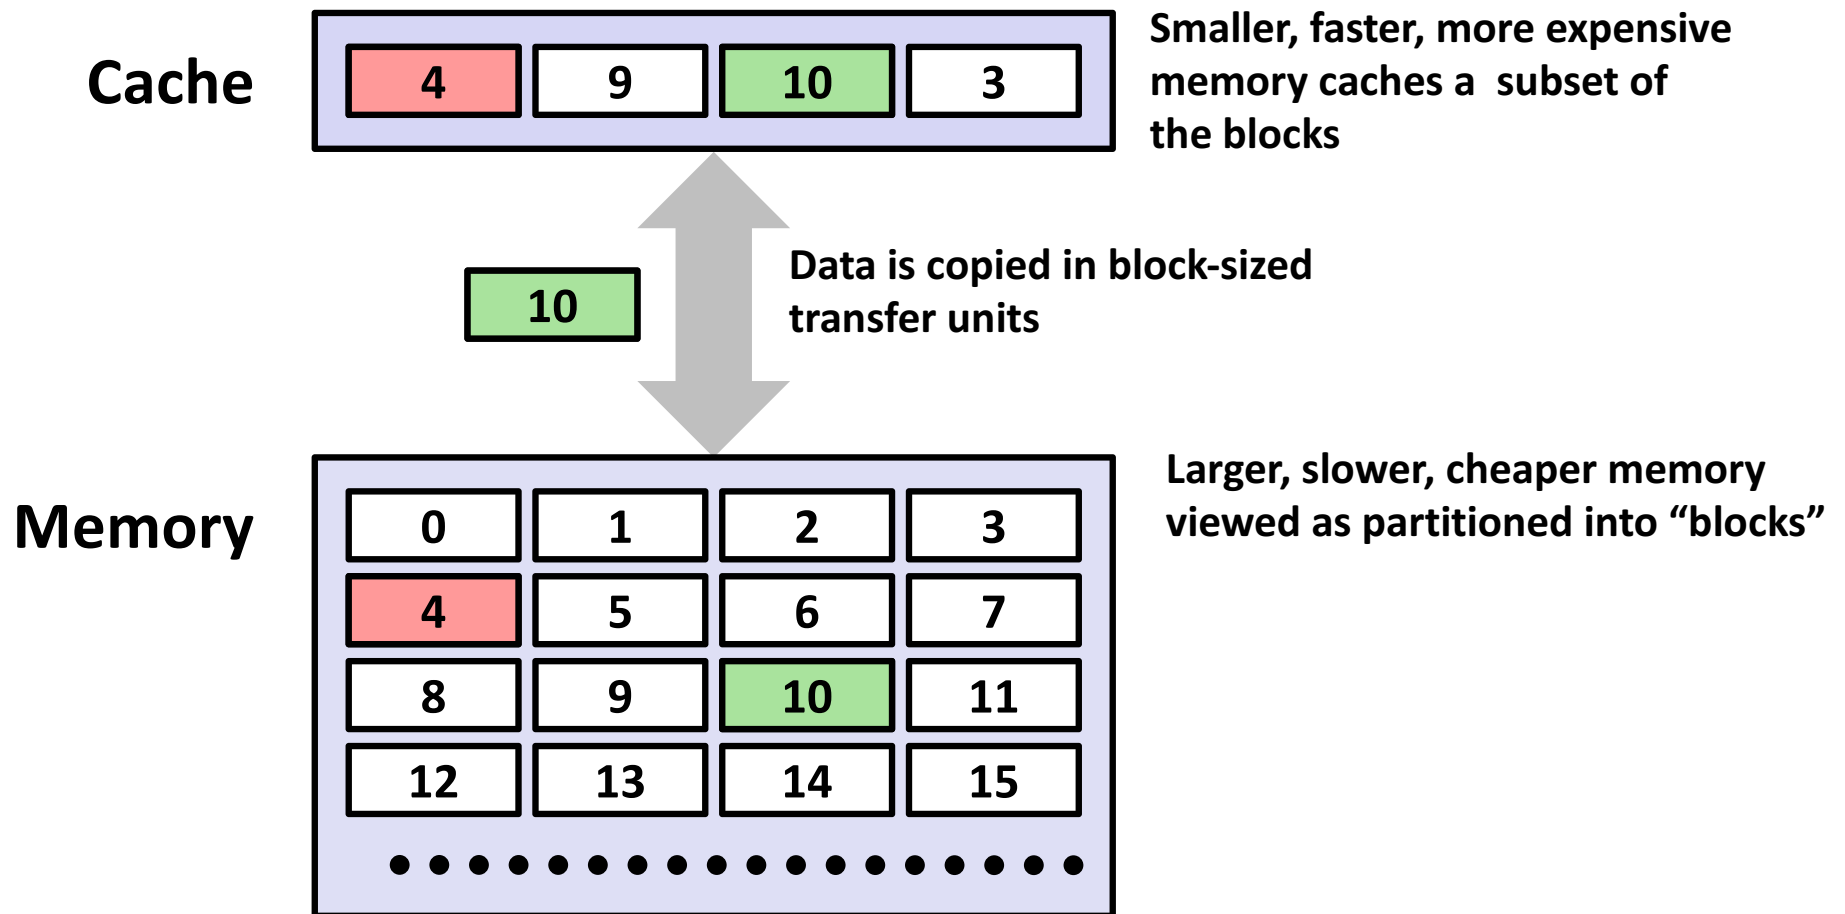 Cache
4 9 10 3
Smaller, faster, more expensive
memory caches a  subset of
the blocks
10
Data is copied in block-sized
transfer units
Memory
Larger, slower, cheaper memory
viewed as partitioned into “blocks”
0 1 2 3
4 5 6 7
8 9 10 11
12 13 14 15